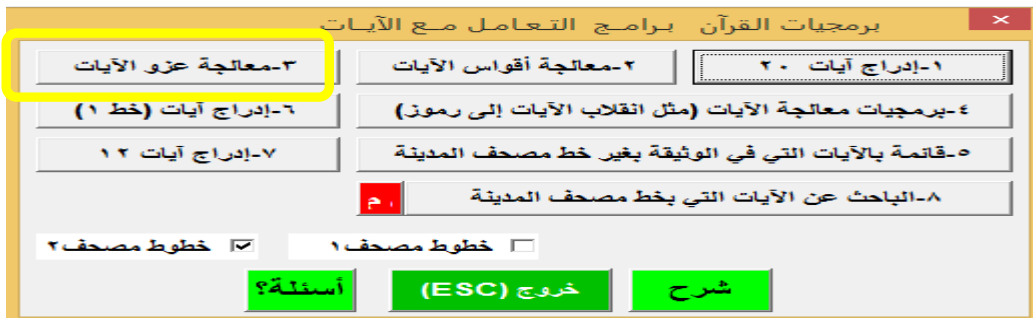 برمجيات القرآن برامج التعامل مع الآيات
١-إدراج آيات ٢٠ ٢-معالجة أقواس الآيات ٣-معالجة عزو الآيات
٤-برمجيات معالجة الآيات (مثل انقلاب الآيات إلى رموز) ٦-إدراج آيات (خط ١)
٥-قائمة بالآيات التي في الوثيقة بغير خط مصحف المدينة ٧-إدراج آيات ١٢
٨-الباحث عن الآيات التي بخط مصحف المدينة م
خطوط مصحف١ خطوط مصحف٢
شرح خروج (ESC) أسئلة؟